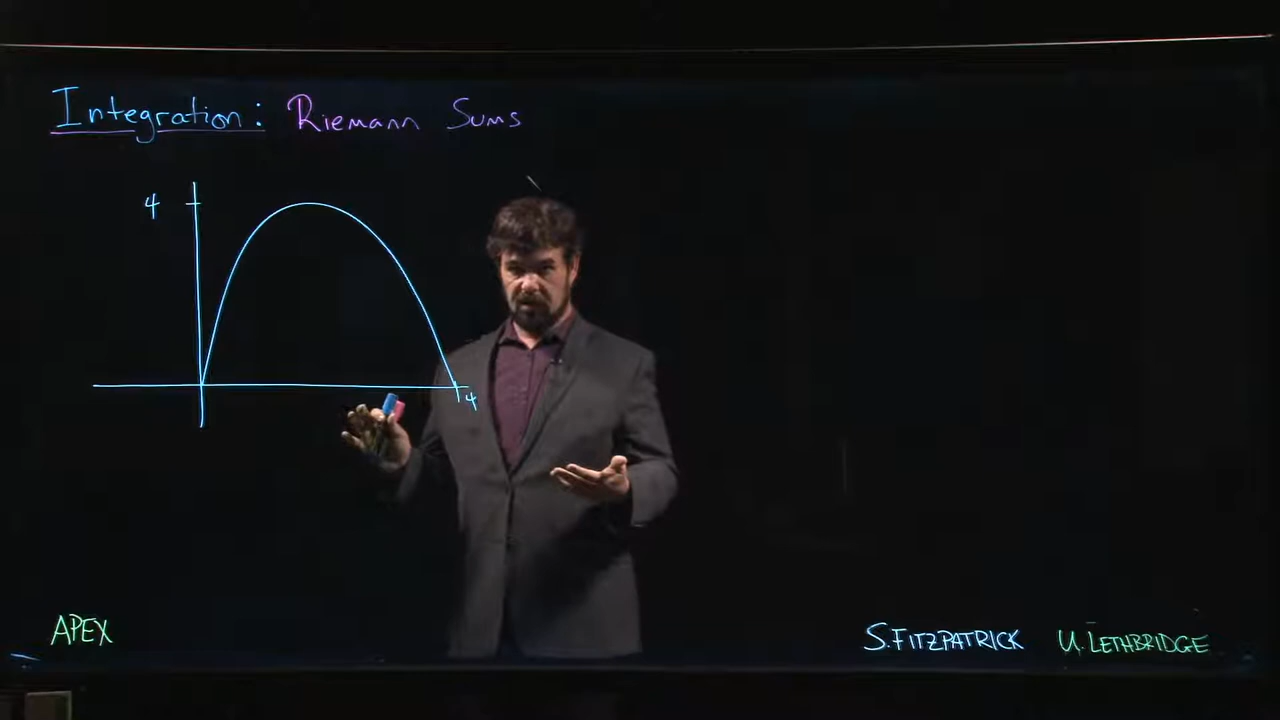 Integration: Riemann Sums
4
4
APEX
S. FITZPATRICK U. LETHBRIDGE